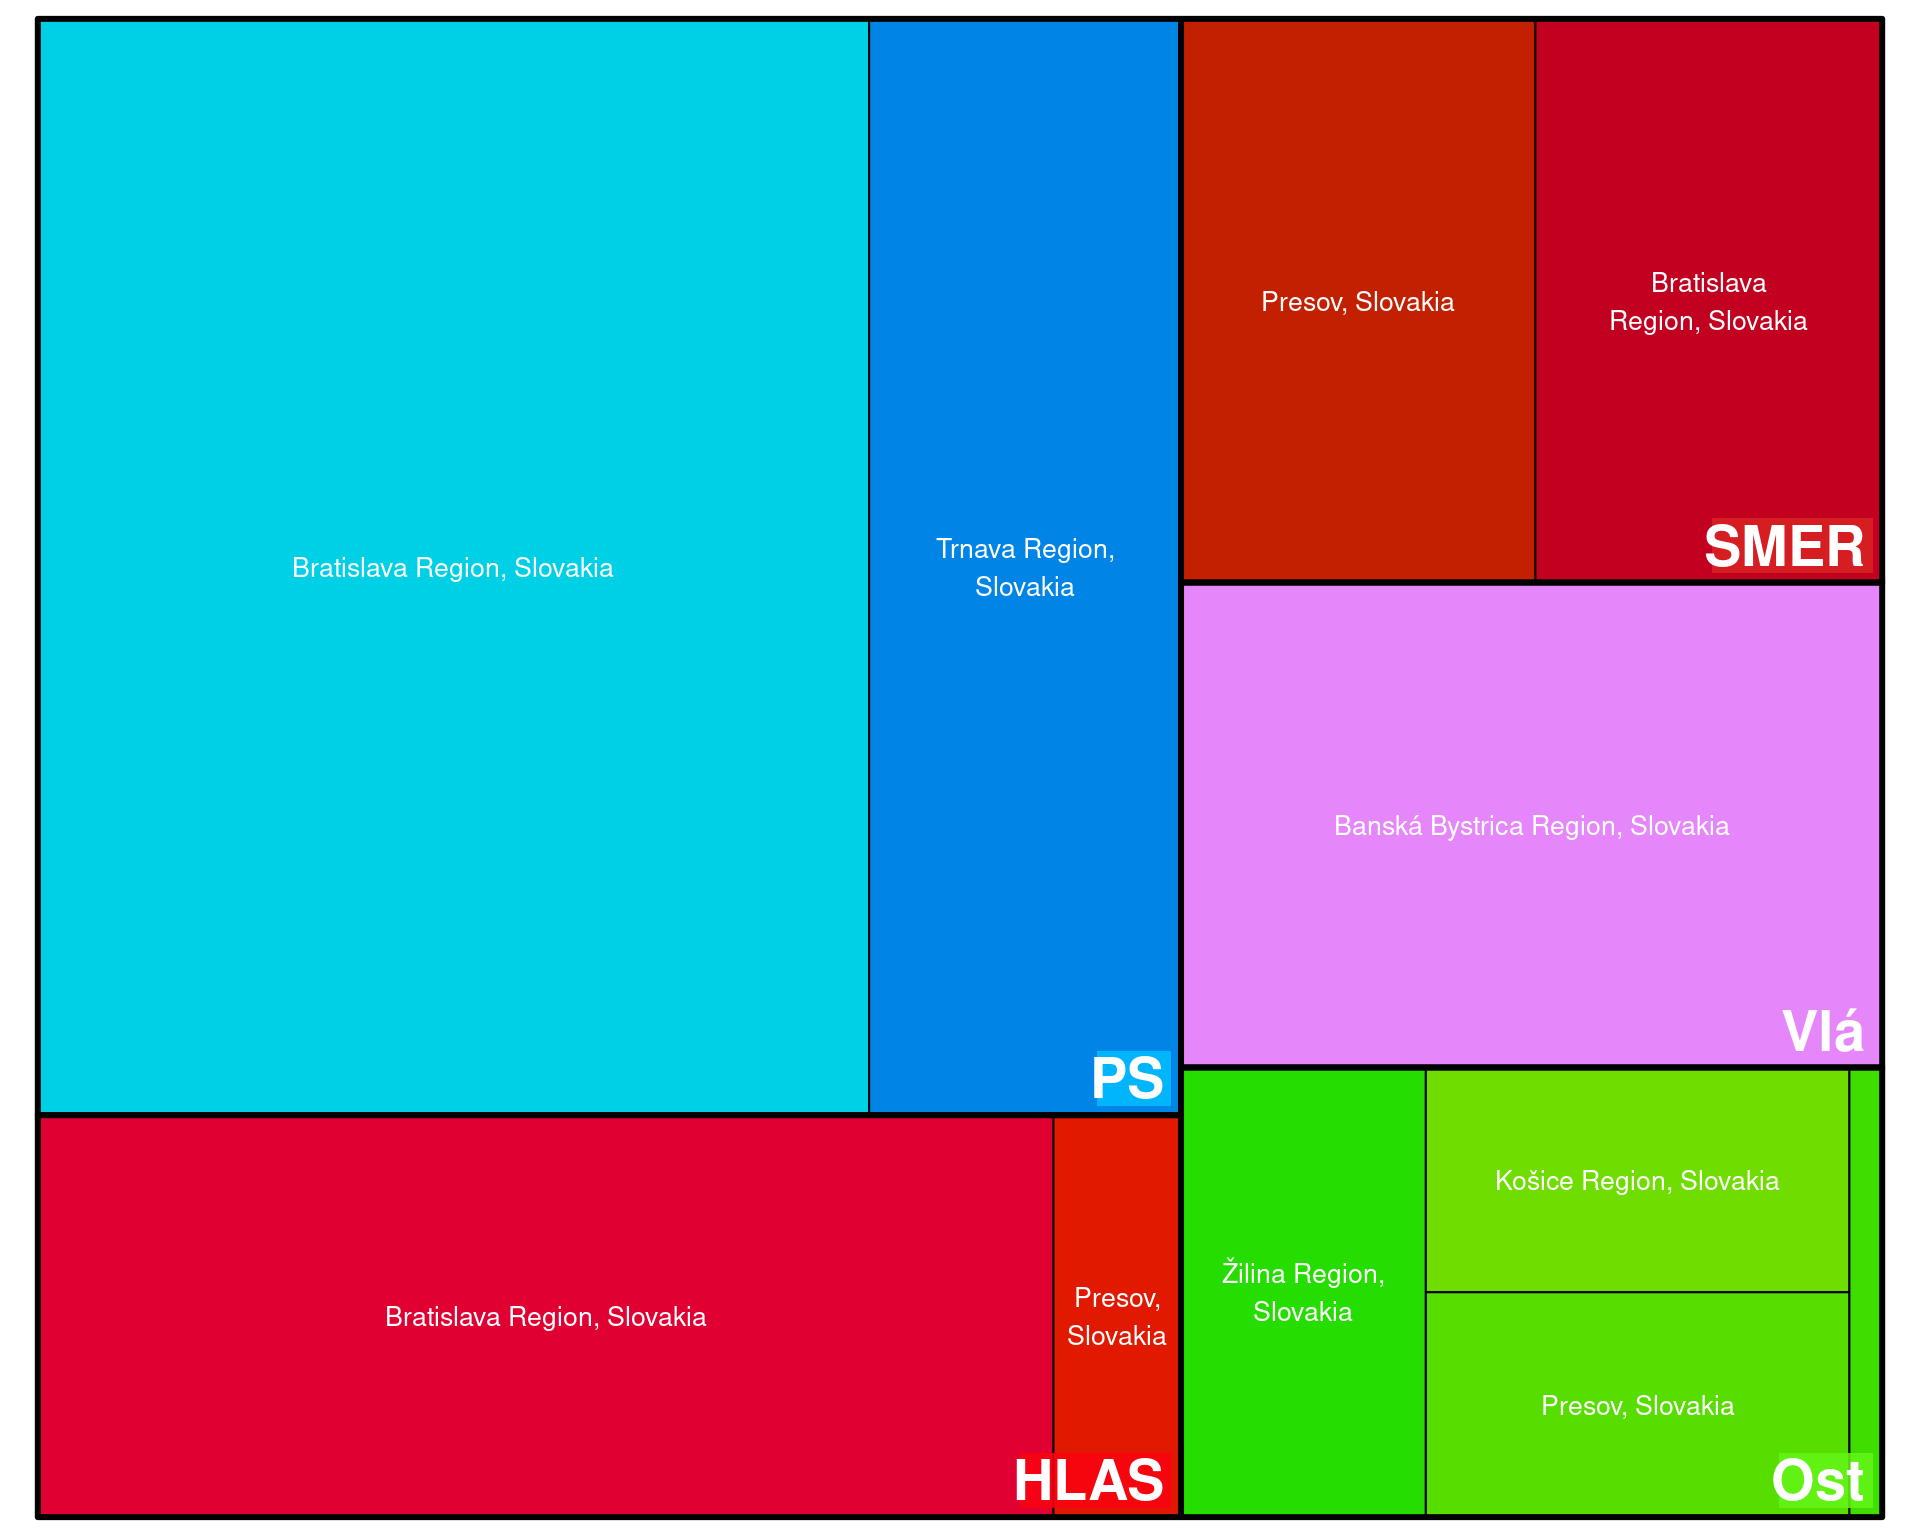 Bratislava Region, Slovakia
Trnava Region,
Slovakia
PS
Bratislava Region, Slovakia
Presov,
Slovakia
HLAS
Presov, Slovakia
Bratislava
Region, Slovakia
SMER
Banská Bystrica Region, Slovakia
Vlá
Žilina Region,
Slovakia
Košice Region, Slovakia
Presov, Slovakia
Ost